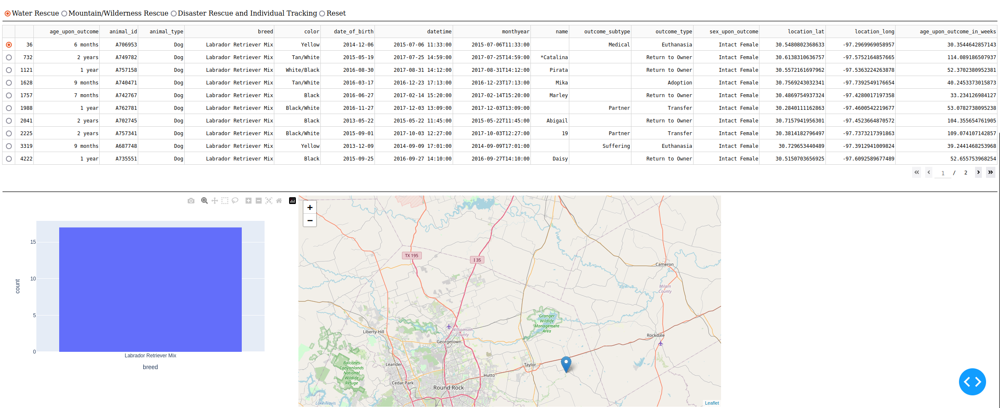 Water Rescue Mountain/Wilderness Rescue Disaster Rescue and Individual Tracking Reset
age_upon_outcome animal_id animal_type breed color date_of_birth datetime monthyear name outcome_subtype outcome_type sex_upon_outcome location_lat location_long age_upon_outcome_in_weeks
36 6 months A706953 Dog Labrador Retriever Mix Yellow 2014-12-06 2015-07-06 11:33:00 2015-07-06T11:33:00 Medical Euthanasia Intact Female 30.5480802368633 -97.2969969058957 30.3544642857143
732 2 years A749782 Dog Labrador Retriever Mix Tan/White 2015-05-19 2017-07-25 14:59:00 2017-07-25T14:59:00 *Catalina Return to Owner Intact Female 30.6138310636757 -97.5752164857665 114.089186507937
1121 1 year A757158 Dog Labrador Retriever Mix White/Black 2016-08-30 2017-08-31 14:12:00 2017-08-31T14:12:00 Pirata Return to Owner Intact Female 30.5572161697962 -97.5363224263878 52.3702380952381
1628 9 months A740471 Dog Labrador Retriever Mix Tan/White 2016-03-17 2016-12-23 17:13:00 2016-12-23T17:13:00 Mika Adoption Intact Female 30.7569243032341 -97.7392549176654 40.2453373015873
1757 7 months A742767 Dog Labrador Retriever Mix Black 2016-06-27 2017-02-14 15:20:00 2017-02-14T15:20:00 Marley Return to Owner Intact Female 30.4869754937324 -97.4280017197358 33.234126984127
1988 1 year A762781 Dog Labrador Retriever Mix Black/White 2016-11-27 2017-12-03 13:09:00 2017-12-03T13:09:00 Partner Transfer Intact Female 30.2840111162863 -97.4600542219677 53.0782738095238
2041 2 years A702745 Dog Labrador Retriever Mix Black 2013-05-22 2015-05-22 11:45:00 2015-05-22T11:45:00 Abigail Return to Owner Intact Female 30.7157941956301 -97.4523664870572 104.355654761905
2225 2 years A757341 Dog Labrador Retriever Mix Black/White 2015-09-01 2017-10-03 12:27:00 2017-10-03T12:27:00 19 Partner Transfer Intact Female 30.3814182796497 -97.7373217391863 109.074107142857
3319 9 months A687748 Dog Labrador Retriever Mix Yellow 2013-12-09 2014-09-09 17:01:00 2014-09-09T17:01:00 Suffering Euthanasia Intact Female 30.729653440489 -97.3912941009824 39.2441468253968
4222 1 year A735551 Dog Labrador Retriever Mix Black 2015-09-25 2016-09-27 14:10:00 2016-09-27T14:10:00 Daisy Return to Owner Intact Female 30.5150703656925 -97.6092589677489 52.655753968254
1 / 2
15
10
5
0
count
Labrador Retriever Mix
breed
+
−
TX 195
I 35
Cameron
Milam
County
Granger
Wildlife
Management
Area
Williamson
County
Liberty Hill
Georgetown
Rockdale
Balcones
Canyonlands
National
Wildlife
Refuge
Leander
Taylor
Hutto
Cedar Park
Round Rock
Lake Travis
Leaflet